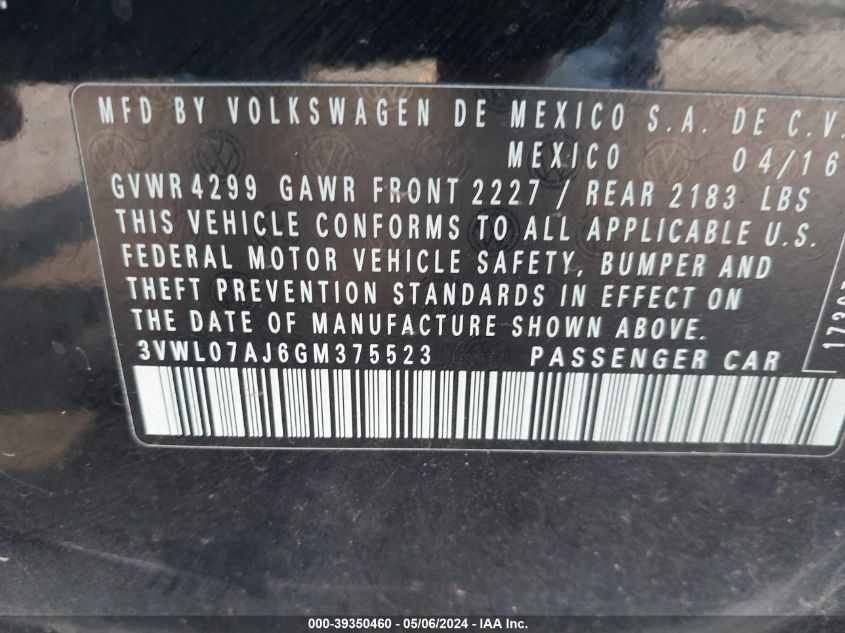 MFD BY VOLKSWAGEN DE MEXICO S.A. DE C.V.
MEXICO 04/16
GVWR 4299 GAWR FRONT 2227 / REAR 2183 LBS
THIS VEHICLE CONFORMS TO ALL APPLICABLE U.S.
FEDERAL MOTOR VEHICLE SAFETY, BUMPER AND
THEFT PREVENTION STANDARDS IN EFFECT ON
THE DATE OF MANUFACTURE SHOWN ABOVE.
3VWL07AJ6GM375523 PASSENGER CAR
000-39350460 - 05/06/2024 - IAA Inc.